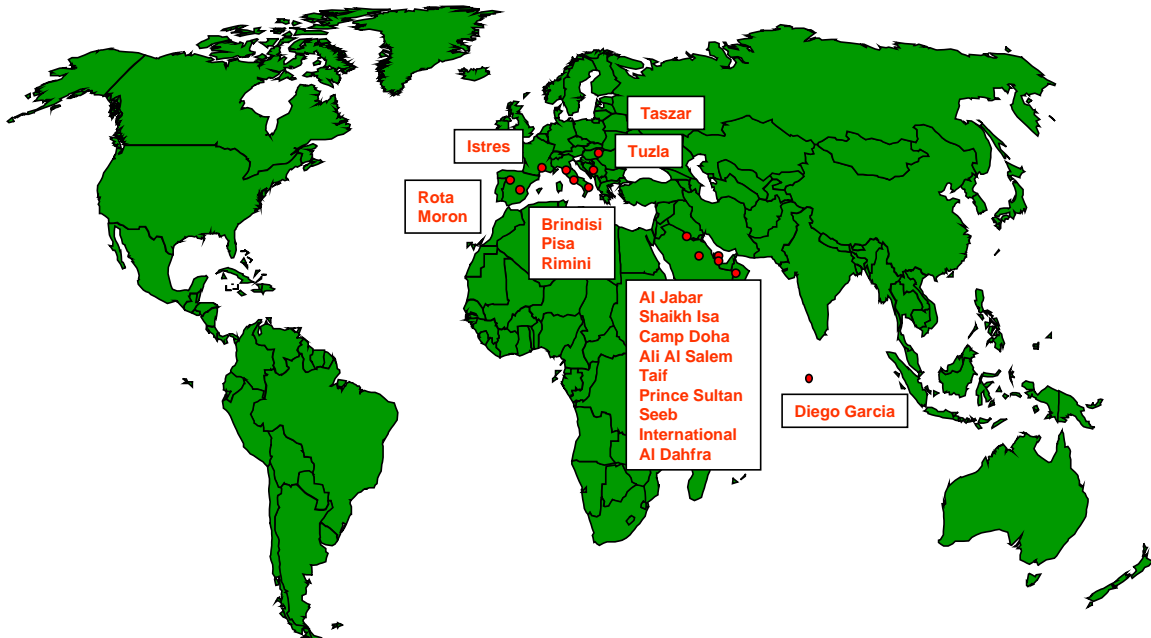 Taszar
Istres
Tuzla
Rota
Moron
Brindisi
Pisa
Rimini
Al Jabar
Shaikh Isa
Camp Doha
Ali Al Salem
Taif
Prince Sultan
Seeb
International
Al Dahfra
Diego Garcia